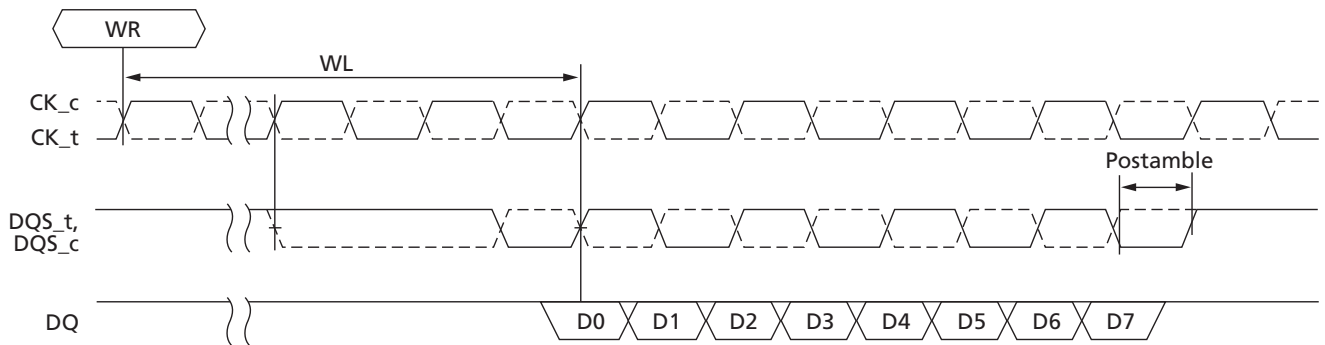 WR
WL
CK_c
CK_t
Postamble
DQS_t,
DQS_c
DQ
D0 D1 D2 D3 D4 D5 D6 D7